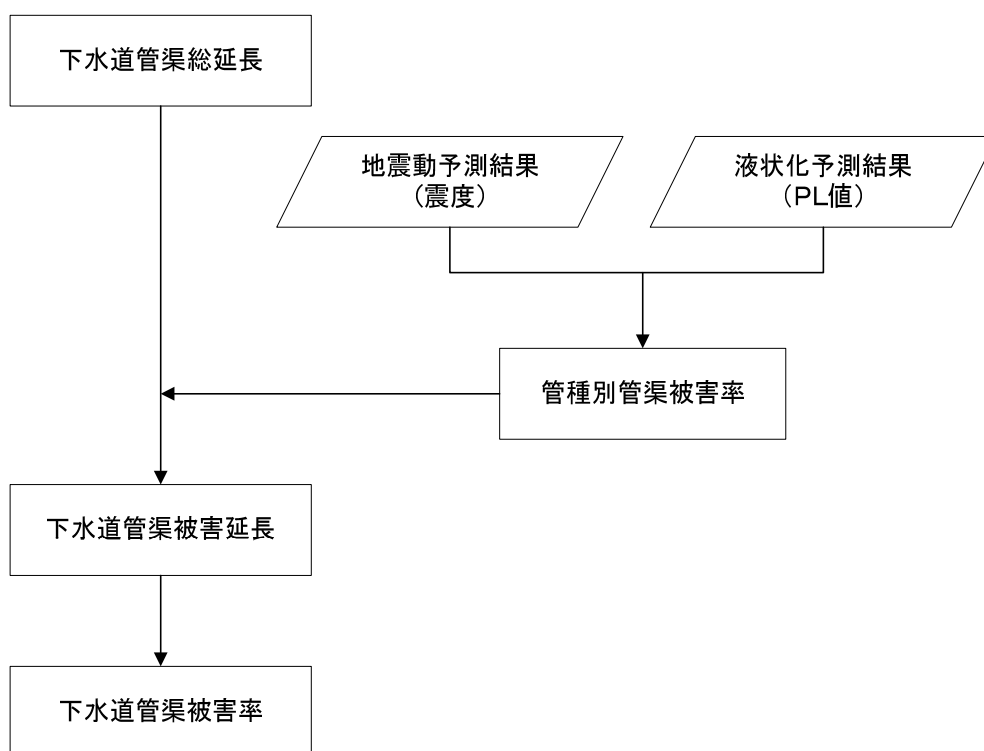 下水道管渠総延長
地震動予測結果
（震度）
液状化予測結果
（PL値）
管種別管渠被害率
下水道管渠被害延長
下水道管渠被害率